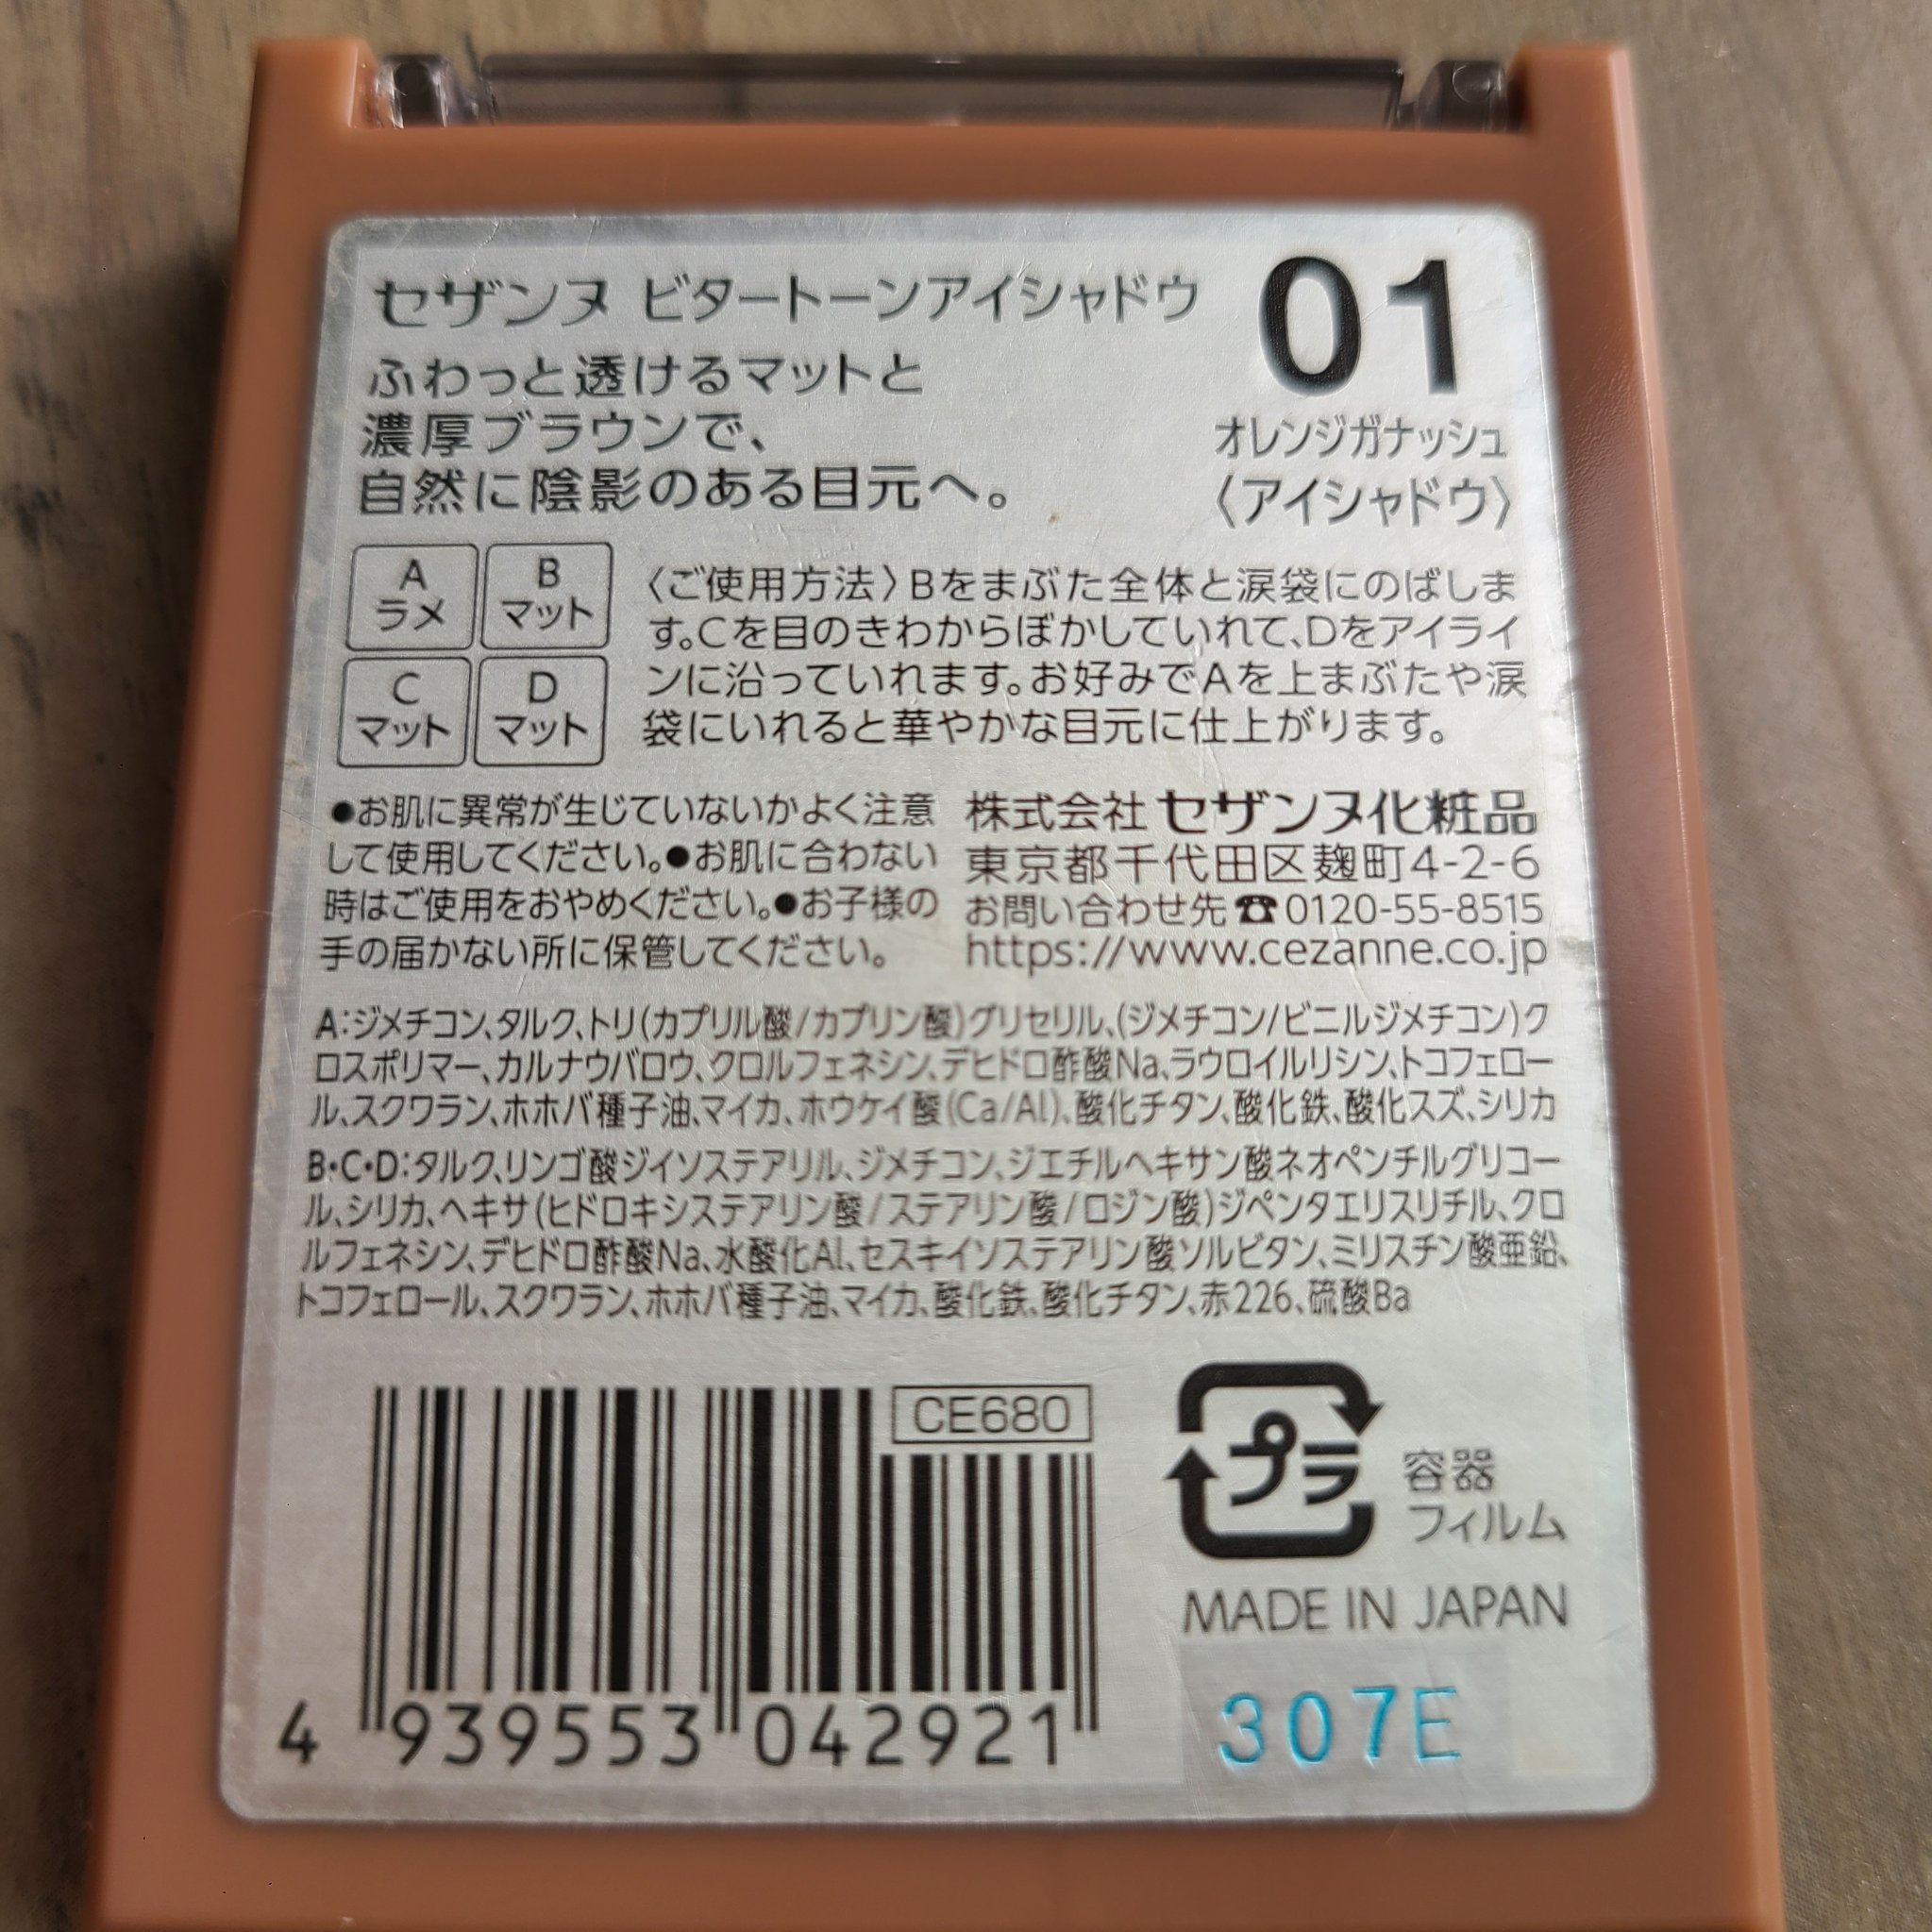 セザンヌ ビタートーンアイシャドウ
01
ふわっと透けるマットと
濃厚ブラウンで、
自然に陰影のある目元へ。
オレンジガナッシュ
〈アイシャドウ〉
A
ラメ
B
マット
C
マット
D
マット
〈ご使用方法〉Bをまぶた全体と涙袋にのばしま
す。Cを目のきわからぼかしていれて、Dをアイライ
ンに沿っていれます。お好みでAを上まぶたや涙
袋にいれると華やかな目元に仕上がります。
●お肌に異常が生じていないかよく注意
して使用してください。●お肌に合わない
時はご使用をおやめください。●お子様の
手の届かない所に保管してください。
株式会社 セザンヌ化粧品
東京都千代田区麹町4-2-6
お問い合わせ先☎0120-55-8515
https://www.cezanne.co.jp
A:ジメチコン、タルク、トリ(カプリル酸/カプリン酸)グリセリル、(ジメチコン/ビニルジメチコン)ク
ロスポリマー、カルナウバロウ、クロルフェネシン、デヒドロ酢酸Na、ラウロイルリシン、トコフェロー
ル、スクワラン、ホホバ種子油、マイカ、ホウケイ酸(Ca/Al)、酸化チタン、酸化鉄、酸化スズ、シリカ
B・C・D:タルク、リンゴ酸ジイソステアリル、ジメチコン、ジエチルヘキサン酸ネオペンチルグリコー
ル、シリカ、ヘキサ(ヒドロキシステアリン酸/ステアリン酸/ロジン酸)ジペンタエリスリチル、クロ
ルフェネシン、デヒドロ酢酸Na、水酸化Al、セスキイソステアリン酸ソルビタン、ミリスチン酸亜鉛、
トコフェロール、スクワラン、ホホバ種子油、マイカ、酸化鉄、酸化チタン、赤226、硫酸Ba
CE680
4 939553 042921
プラ
容器
フィルム
MADE IN JAPAN
307E